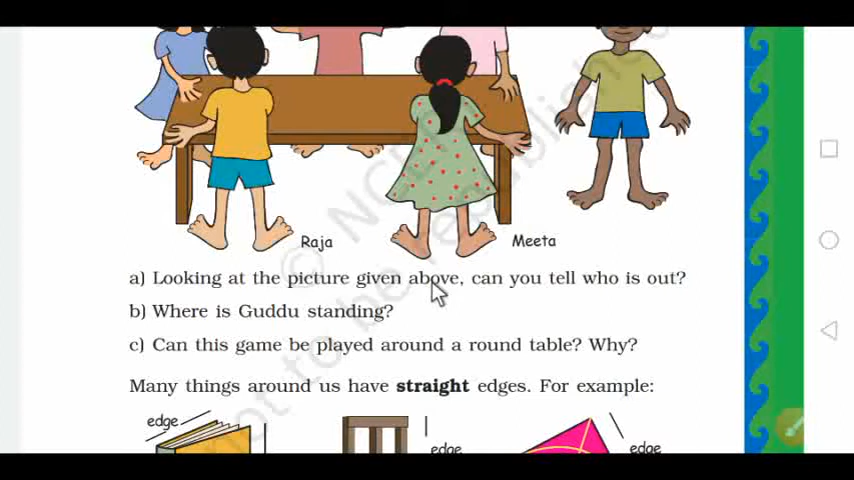 Raja
Meeta
a) Looking at the picture given above, can you tell who is out?
b) Where is Guddu standing?
c) Can this game be played around a round table? Why?
Many things around us have straight edges. For example:
edge
edge
edge